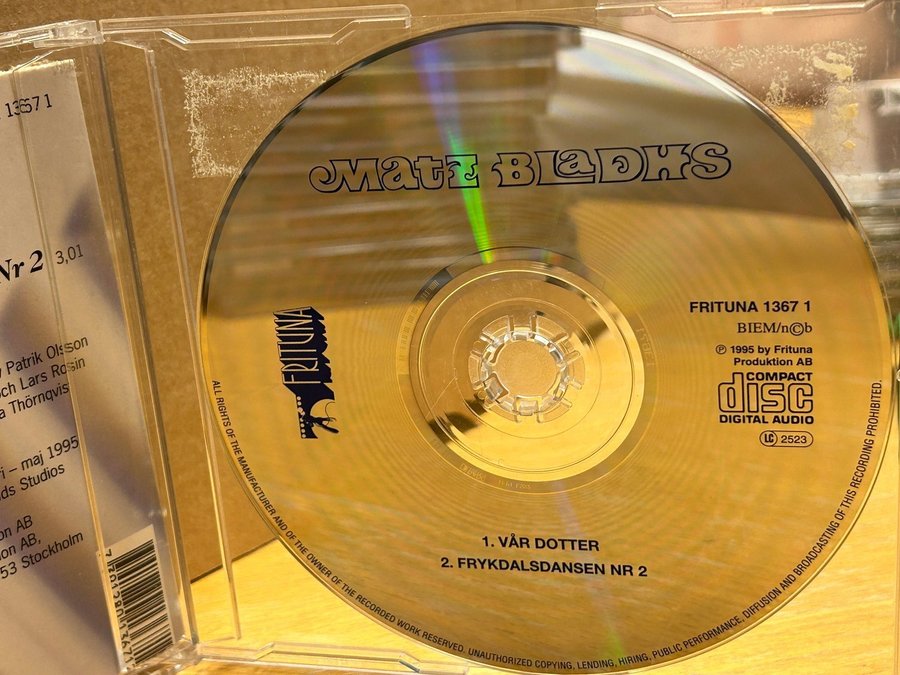 1367 1
Nr 2 3,01
Patrik Olsson
och Lars Rosin
a Thörnqvis
ri – maj 1995
ds Studios
on AB
on AB,
53 Stockholm
Matz BLaDHS
FRITUNA
FRITUNA 1367 1
BIEM/n©b
℗ 1995 by Frituna
Produktion AB
COMPACT
disc
DIGITAL AUDIO
LC 2523
1. VÅR DOTTER
2. FRYKDALSDANSEN NR 2
ALL RIGHTS OF THE MANUFACTURER AND OF THE OWNER OF THE RECORDED WORK RESERVED. UNAUTHORIZED COPYING, LENDING, HIRING, PUBLIC PERFORMANCE, DIFFUSION AND BROADCASTING OF THIS RECORDING PROHIBITED.